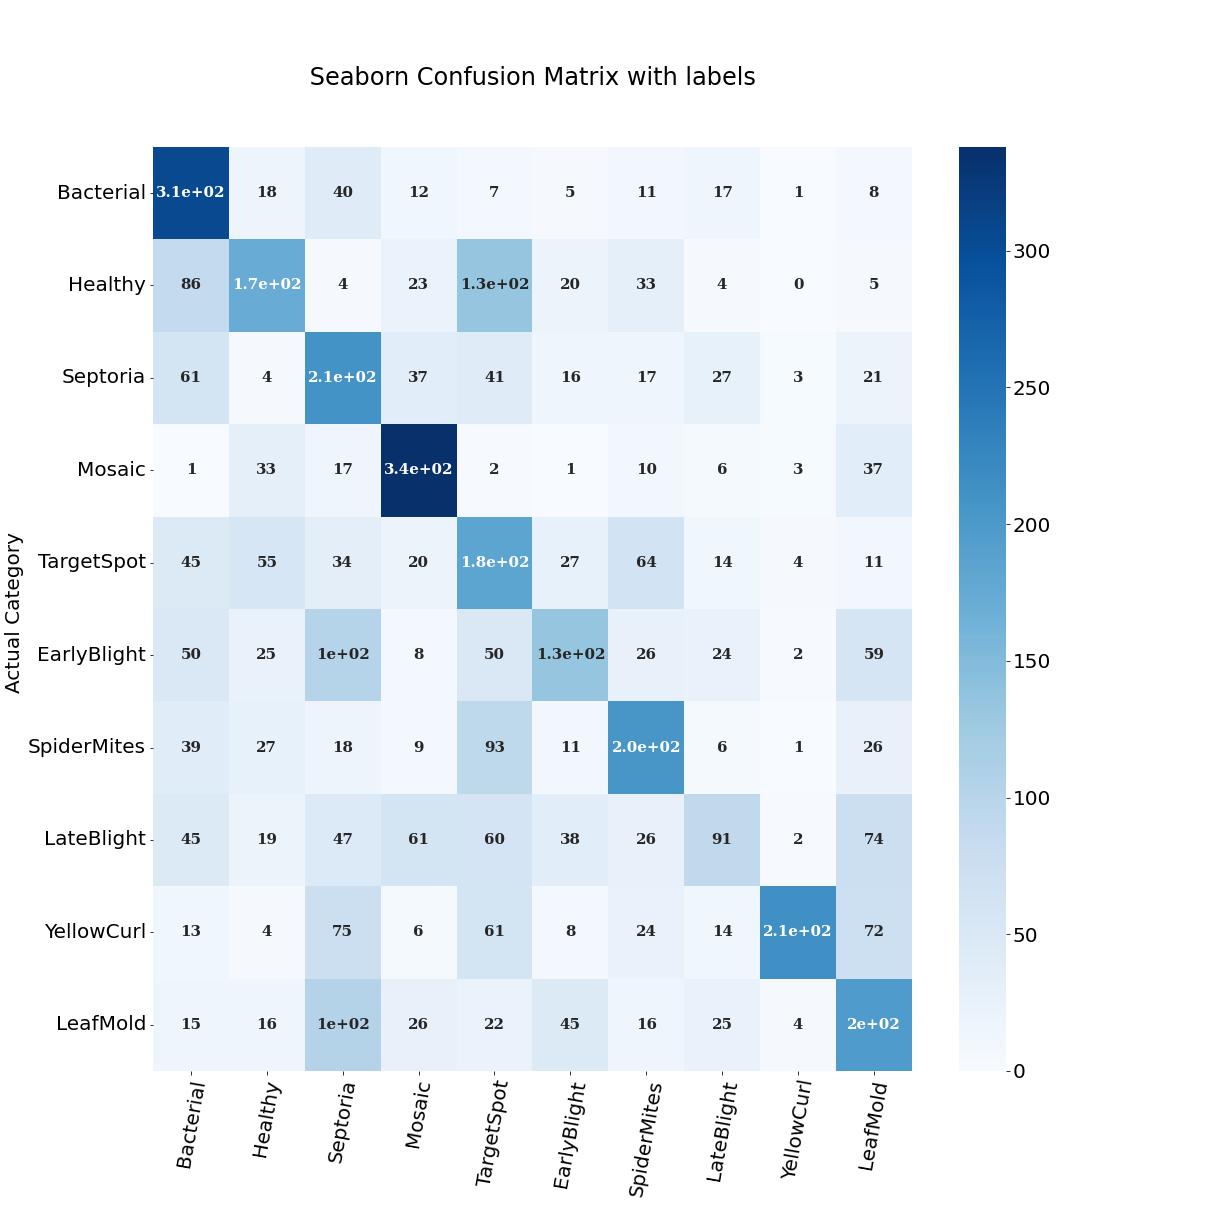 Seaborn Confusion Matrix with labels
Actual Category
Bacterial 3.1e+02 18 40 12 7 5 11 17 1 8
Healthy 86 1.7e+02 4 23 1.3e+02 20 33 4 0 5
Septoria 61 4 2.1e+02 37 41 16 17 27 3 21
Mosaic 1 33 17 3.4e+02 2 1 10 6 3 37
TargetSpot 45 55 34 20 1.8e+02 27 64 14 4 11
EarlyBlight 50 25 1e+02 8 50 1.3e+02 26 24 2 59
SpiderMites 39 27 18 9 93 11 2.0e+02 6 1 26
LateBlight 45 19 47 61 60 38 26 91 2 74
YellowCurl 13 4 75 6 61 8 24 14 2.1e+02 72
LeafMold 15 16 1e+02 26 22 45 16 25 4 2e+02
Bacterial Healthy Septoria Mosaic TargetSpot EarlyBlight SpiderMites LateBlight YellowCurl LeafMold
300
250
200
150
100
50
0